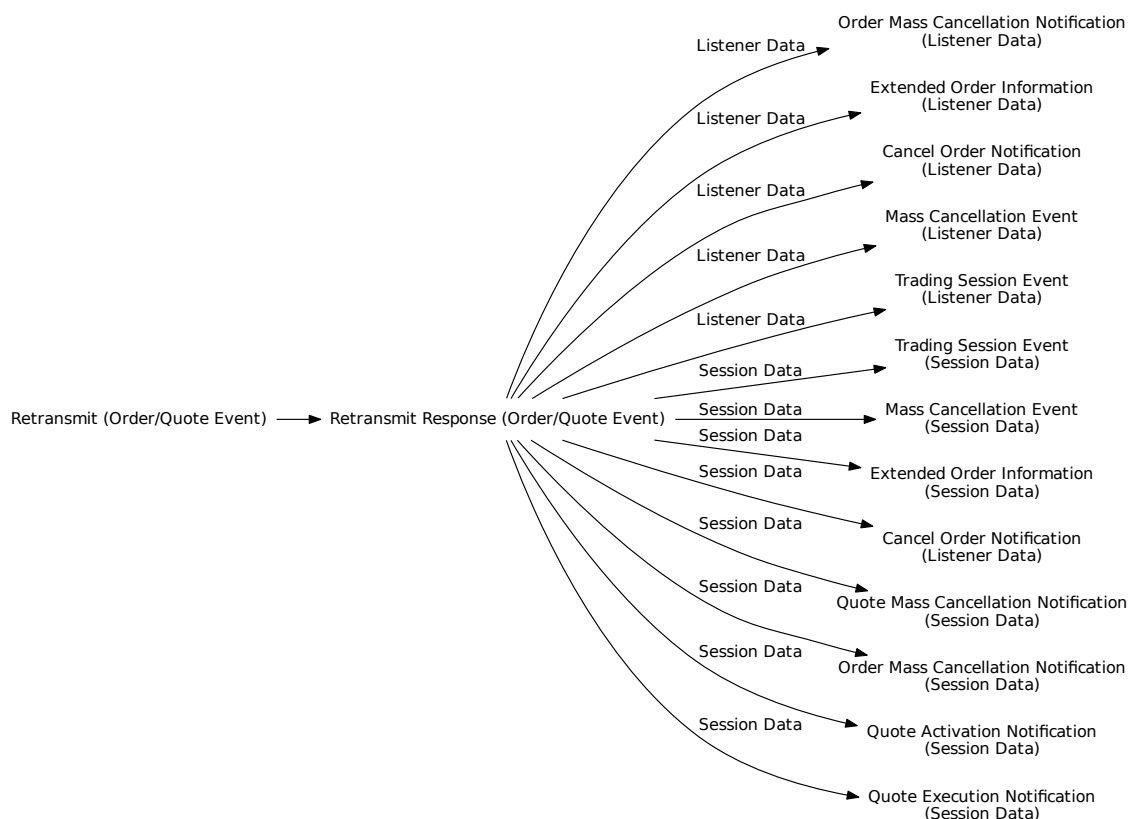 Order Mass Cancellation Notification
(Listener Data)
Listener Data
Extended Order Information
(Listener Data)
Listener Data
Cancel Order Notification
(Listener Data)
Listener Data
Mass Cancellation Event
(Listener Data)
Listener Data
Trading Session Event
(Listener Data)
Listener Data
Trading Session Event
(Session Data)
Session Data
Retransmit (Order/Quote Event)
Retransmit Response (Order/Quote Event)
Session Data
Mass Cancellation Event
(Session Data)
Session Data
Extended Order Information
(Session Data)
Session Data
Cancel Order Notification
(Listener Data)
Session Data
Quote Mass Cancellation Notification
(Session Data)
Session Data
Order Mass Cancellation Notification
(Session Data)
Session Data
Quote Activation Notification
(Session Data)
Session Data
Quote Execution Notification
(Session Data)